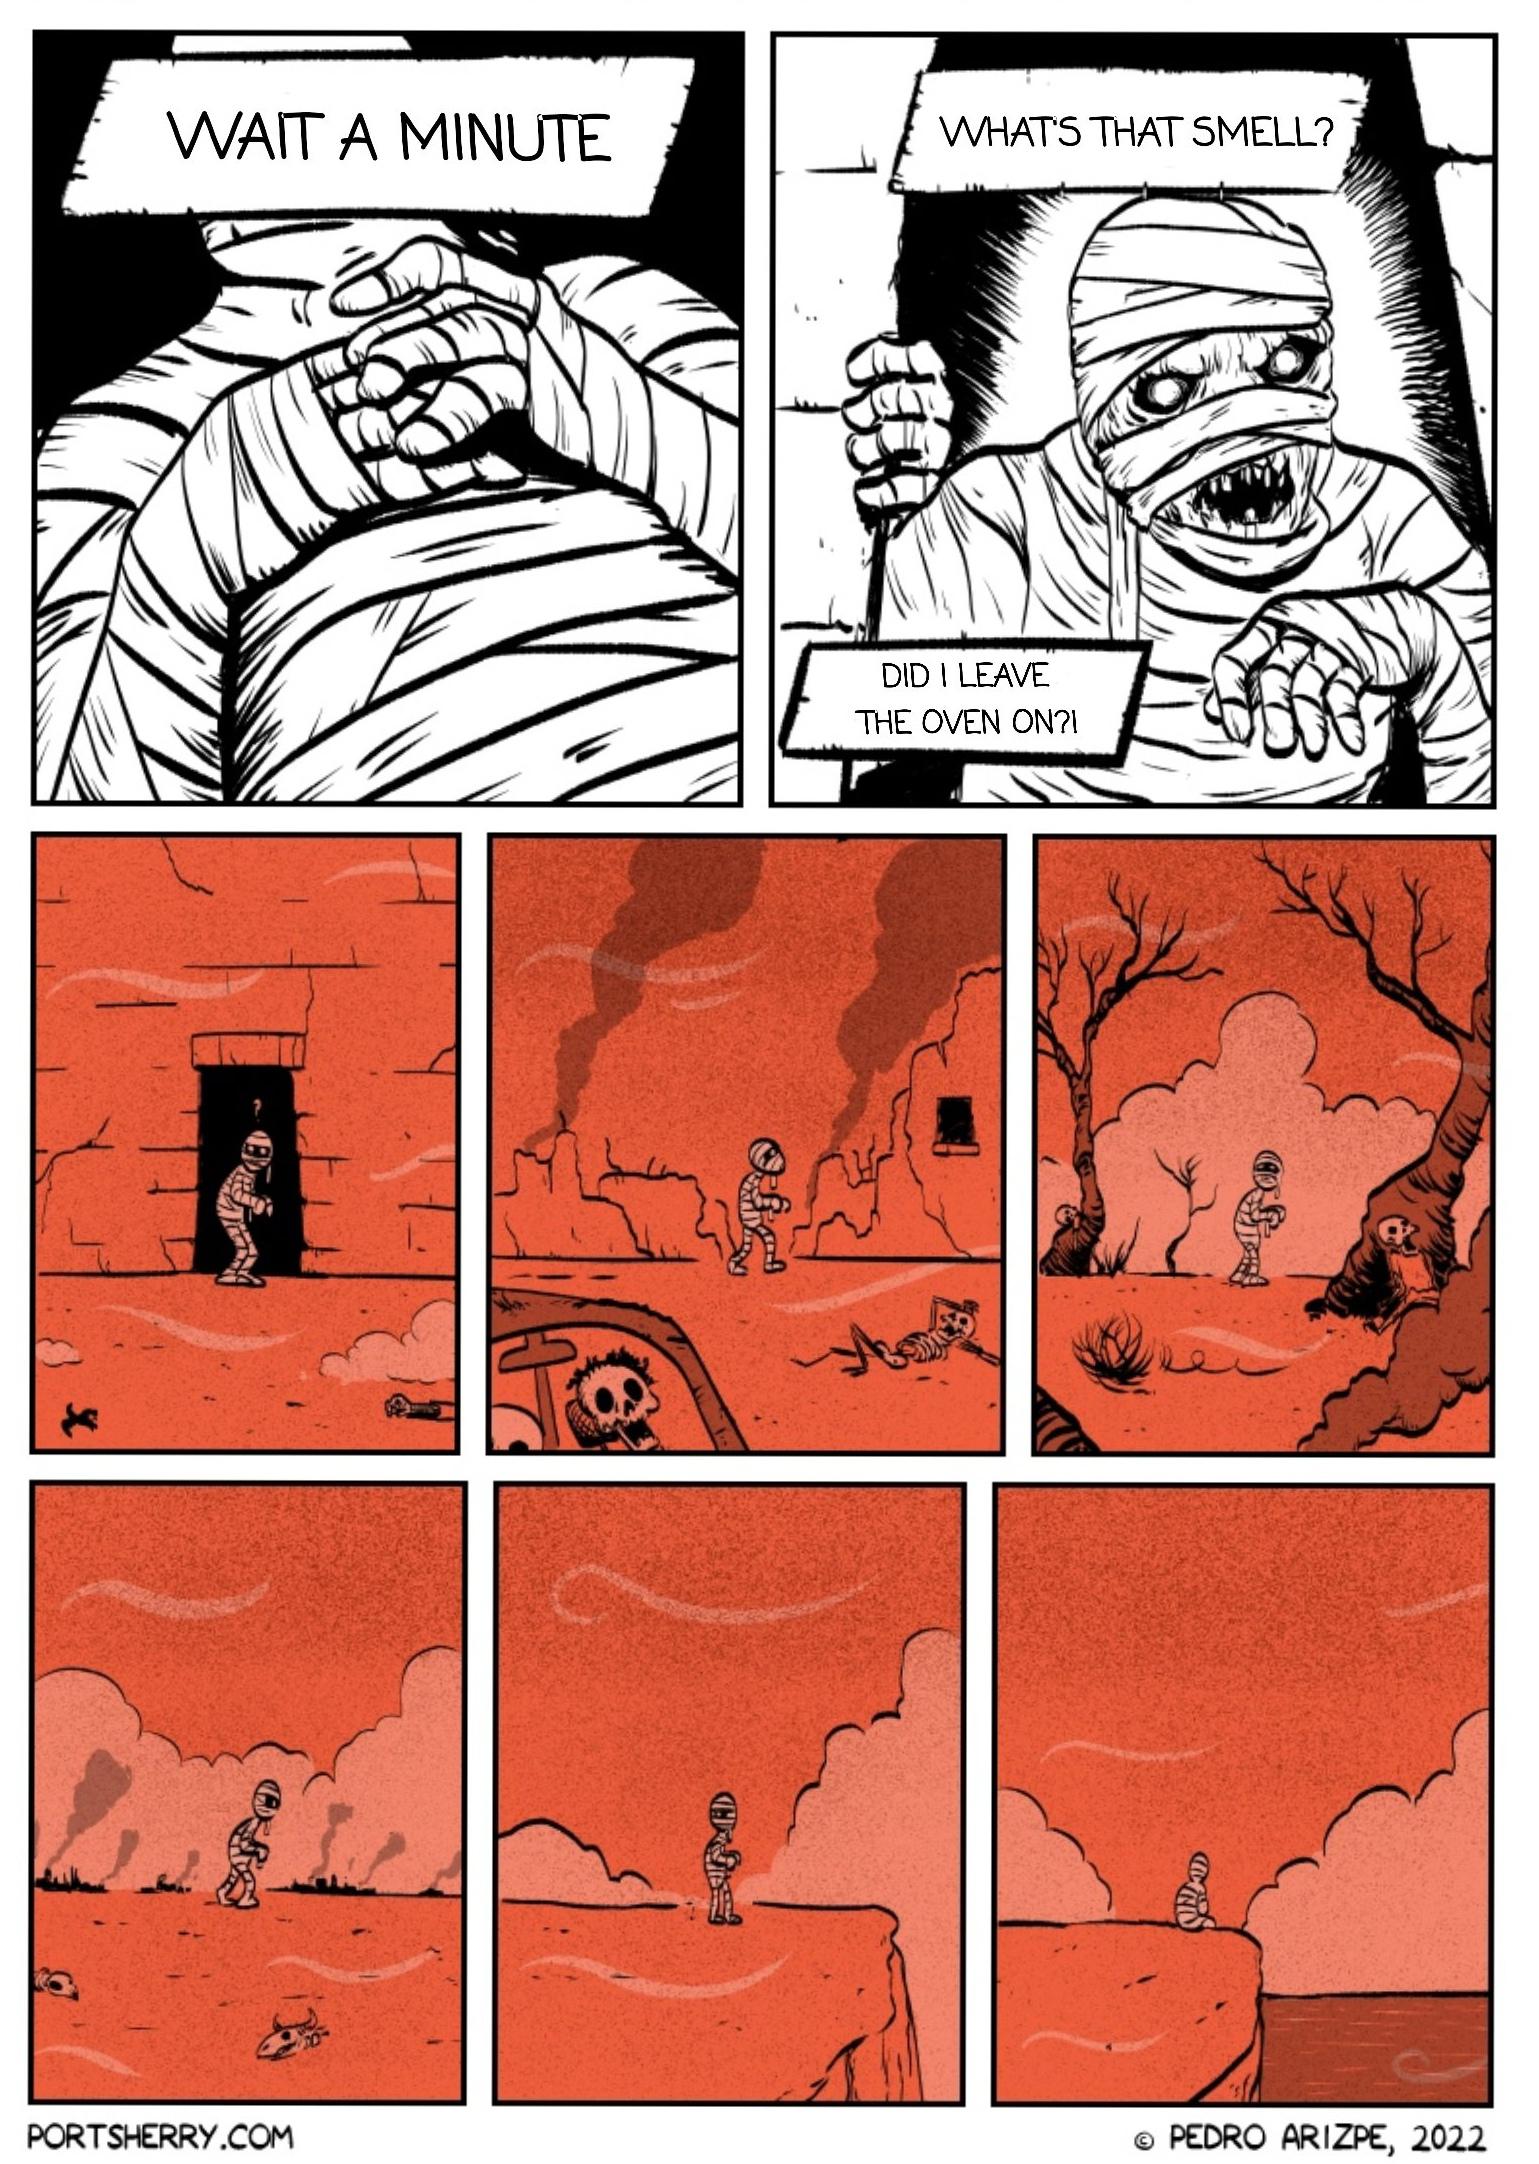 WAIT A MINUTE
WHAT'S THAT SMELL?
DID I LEAVE
THE OVEN ON?!
?
PORTSHERRY.COM
© PEDRO ARIZPE, 2022